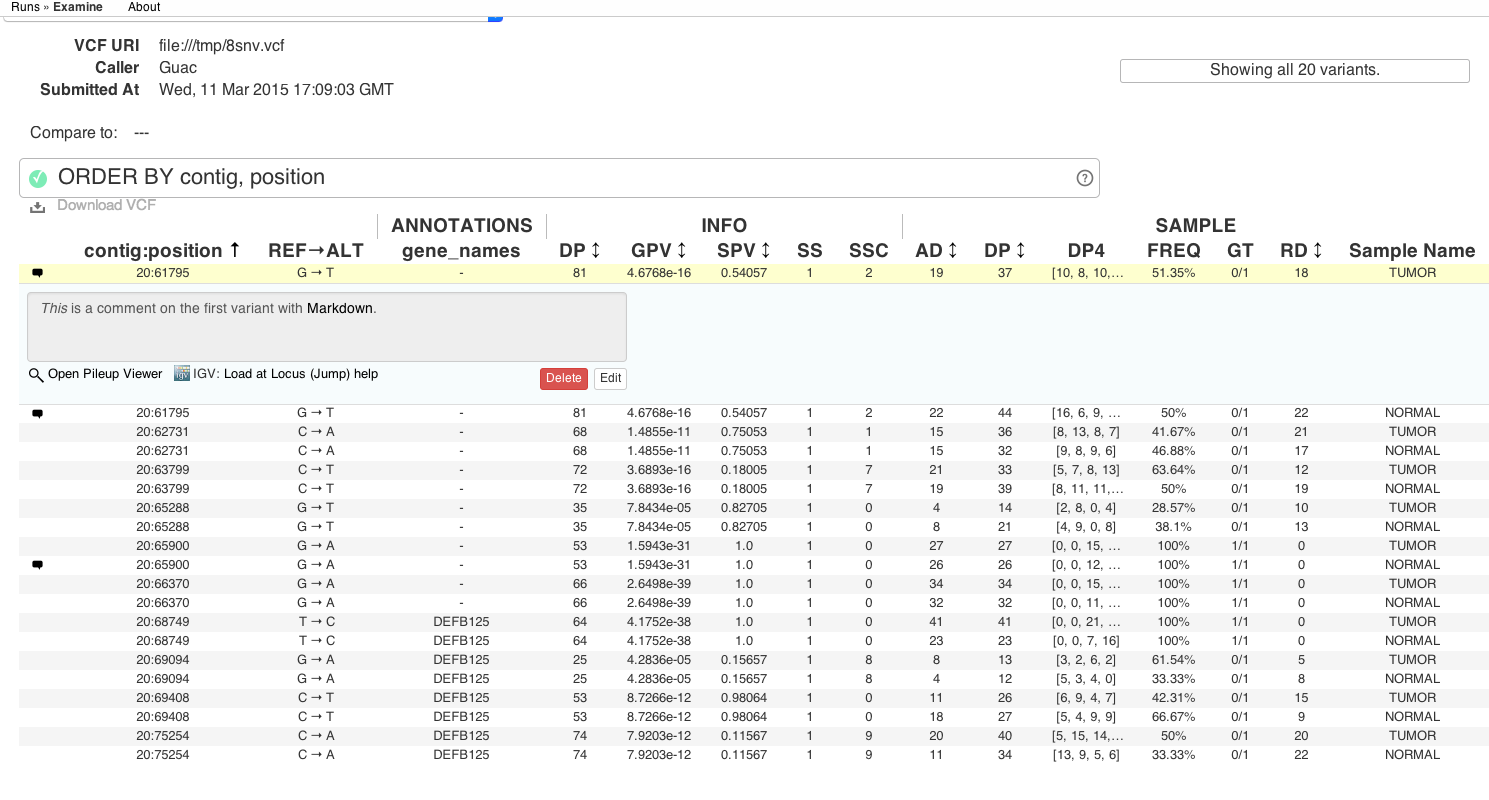 Runs » Examine About
VCF URI file:///tmp/8snv.vcf
Caller Guac
Showing all 20 variants.
Submitted At Wed, 11 Mar 2015 17:09:03 GMT
Compare to: ---
ORDER BY contig, position
Download VCF
ANNOTATIONS INFO SAMPLE
contig:position ↑ REF→ALT gene_names DP ↕ GPV ↕ SPV ↕ SS SSC AD ↕ DP ↕ DP4 FREQ GT RD ↕ Sample Name
20:61795 G → T - 81 4.6768e-16 0.54057 1 2 19 37 [10, 8, 10,... 51.35% 0/1 18 TUMOR
This is a comment on the first variant with Markdown.
Open Pileup Viewer IGV: Load at Locus (Jump) help Delete Edit
20:61795 G → T - 81 4.6768e-16 0.54057 1 2 22 44 [16, 6, 9, ... 50% 0/1 22 NORMAL
20:62731 C → A - 68 1.4855e-11 0.75053 1 1 15 36 [8, 13, 8, 7] 41.67% 0/1 21 TUMOR
20:62731 C → A - 68 1.4855e-11 0.75053 1 1 15 32 [9, 8, 9, 6] 46.88% 0/1 17 NORMAL
20:63799 C → T - 72 3.6893e-16 0.18005 1 7 21 33 [5, 7, 8, 13] 63.64% 0/1 12 TUMOR
20:63799 C → T - 72 3.6893e-16 0.18005 1 7 19 39 [8, 11, 11,... 50% 0/1 19 NORMAL
20:65288 G → T - 35 7.8434e-05 0.82705 1 0 4 14 [2, 8, 0, 4] 28.57% 0/1 10 TUMOR
20:65288 G → T - 35 7.8434e-05 0.82705 1 0 8 21 [4, 9, 0, 8] 38.1% 0/1 13 NORMAL
20:65900 G → A - 53 1.5943e-31 1.0 1 0 27 27 [0, 0, 15, ... 100% 1/1 0 TUMOR
20:65900 G → A - 53 1.5943e-31 1.0 1 0 26 26 [0, 0, 12, ... 100% 1/1 0 NORMAL
20:66370 G → A - 66 2.6498e-39 1.0 1 0 34 34 [0, 0, 15, ... 100% 1/1 0 TUMOR
20:66370 G → A - 66 2.6498e-39 1.0 1 0 32 32 [0, 0, 11, ... 100% 1/1 0 NORMAL
20:68749 T → C DEFB125 64 4.1752e-38 1.0 1 0 41 41 [0, 0, 21, ... 100% 1/1 0 TUMOR
20:68749 T → C DEFB125 64 4.1752e-38 1.0 1 0 23 23 [0, 0, 7, 16] 100% 1/1 0 NORMAL
20:69094 G → A DEFB125 25 4.2836e-05 0.15657 1 8 8 13 [3, 2, 6, 2] 61.54% 0/1 5 TUMOR
20:69094 G → A DEFB125 25 4.2836e-05 0.15657 1 8 4 12 [5, 3, 4, 0] 33.33% 0/1 8 NORMAL
20:69408 C → T DEFB125 53 8.7266e-12 0.98064 1 0 11 26 [6, 9, 4, 7] 42.31% 0/1 15 TUMOR
20:69408 C → T DEFB125 53 8.7266e-12 0.98064 1 0 18 27 [5, 4, 9, 9] 66.67% 0/1 9 NORMAL
20:75254 C → A DEFB125 74 7.9203e-12 0.11567 1 9 20 40 [5, 15, 14,... 50% 0/1 20 TUMOR
20:75254 C → A DEFB125 74 7.9203e-12 0.11567 1 9 11 34 [13, 9, 5, 6] 33.33% 0/1 22 NORMAL